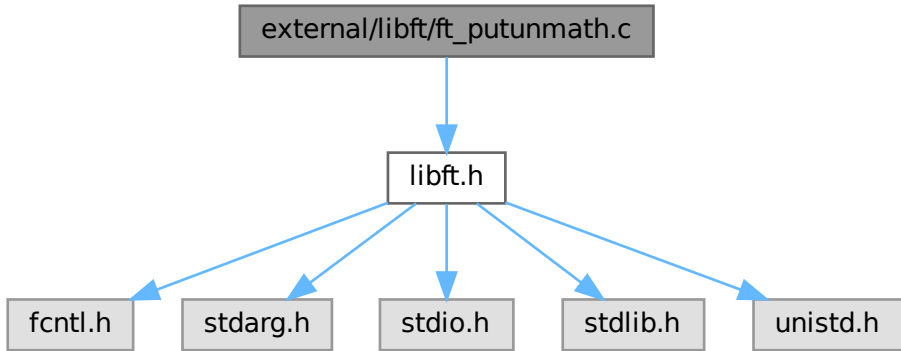 external/libft/ft_putunmath.c
libft.h
fcntl.h
stdarg.h
stdio.h
stdlib.h
unistd.h